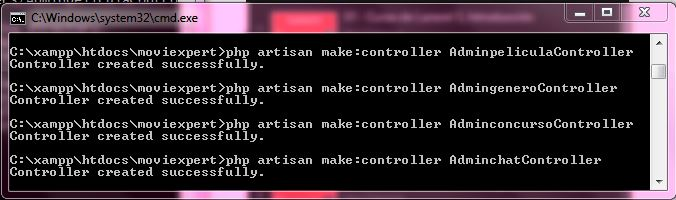 C:\Windows\system32\cmd.exe
C:\xampp\htdocs\moviexpert>php artisan make:controller AdminpeliculaController
Controller created successfully.
C:\xampp\htdocs\moviexpert>php artisan make:controller AdmingeneroController
Controller created successfully.
C:\xampp\htdocs\moviexpert>php artisan make:controller AdminconcursoController
Controller created successfully.
C:\xampp\htdocs\moviexpert>php artisan make:controller AdminchatController
Controller created successfully.